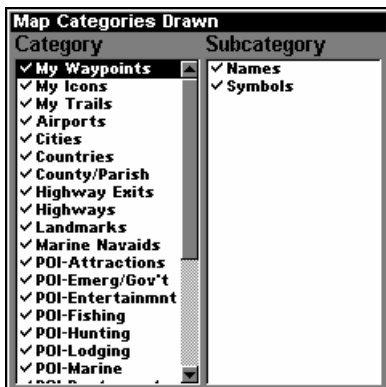 Map Categories Drawn
Category
Subcategory
✓ My Waypoints
✓ My Icons
✓ My Trails
✓ Airports
✓ Cities
✓ Countries
✓ County/Parish
✓ Highway Exits
✓ Highways
✓ Landmarks
✓ Marine Navaids
✓ POI-Attractions
✓ POI-Emerg/Gov't
✓ POI-Entertainmnt
✓ POI-Fishing
✓ POI-Hunting
✓ POI-Lodging
✓ POI-Marine
✓ Names
✓ Symbols